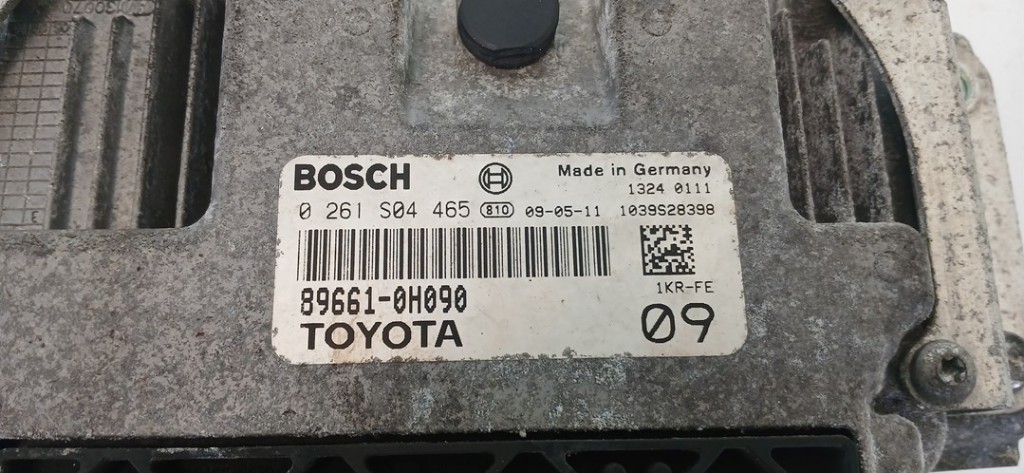 BOSCH Made in Germany
1324 0111
0 261 S04 465 810 09-05-11 1039S28398
1KR-FE
89661-0H090
TOYOTA 09